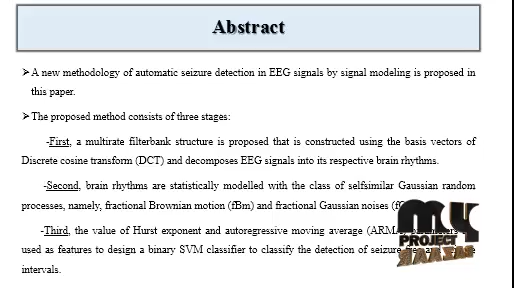 Abstract
➢A new methodology of automatic seizure detection in EEG signals by signal modeling is proposed in
this paper.
➢The proposed method consists of three stages:
-First, a multirate filterbank structure is proposed that is constructed using the basis vectors of
Discrete cosine transform (DCT) and decomposes EEG signals into its respective brain rhythms.
-Second, brain rhythms are statistically modelled with the class of selfsimilar Gaussian random
processes, namely, fractional Brownian motion (fBm) and fractional Gaussian noises
-Third, the value of Hurst exponent and autoregressive moving average (ARMA) parameters
used as features to design a binary SVM classifier to classify the detection of seizure
intervals.
MY
PROJECT
BAZAAR